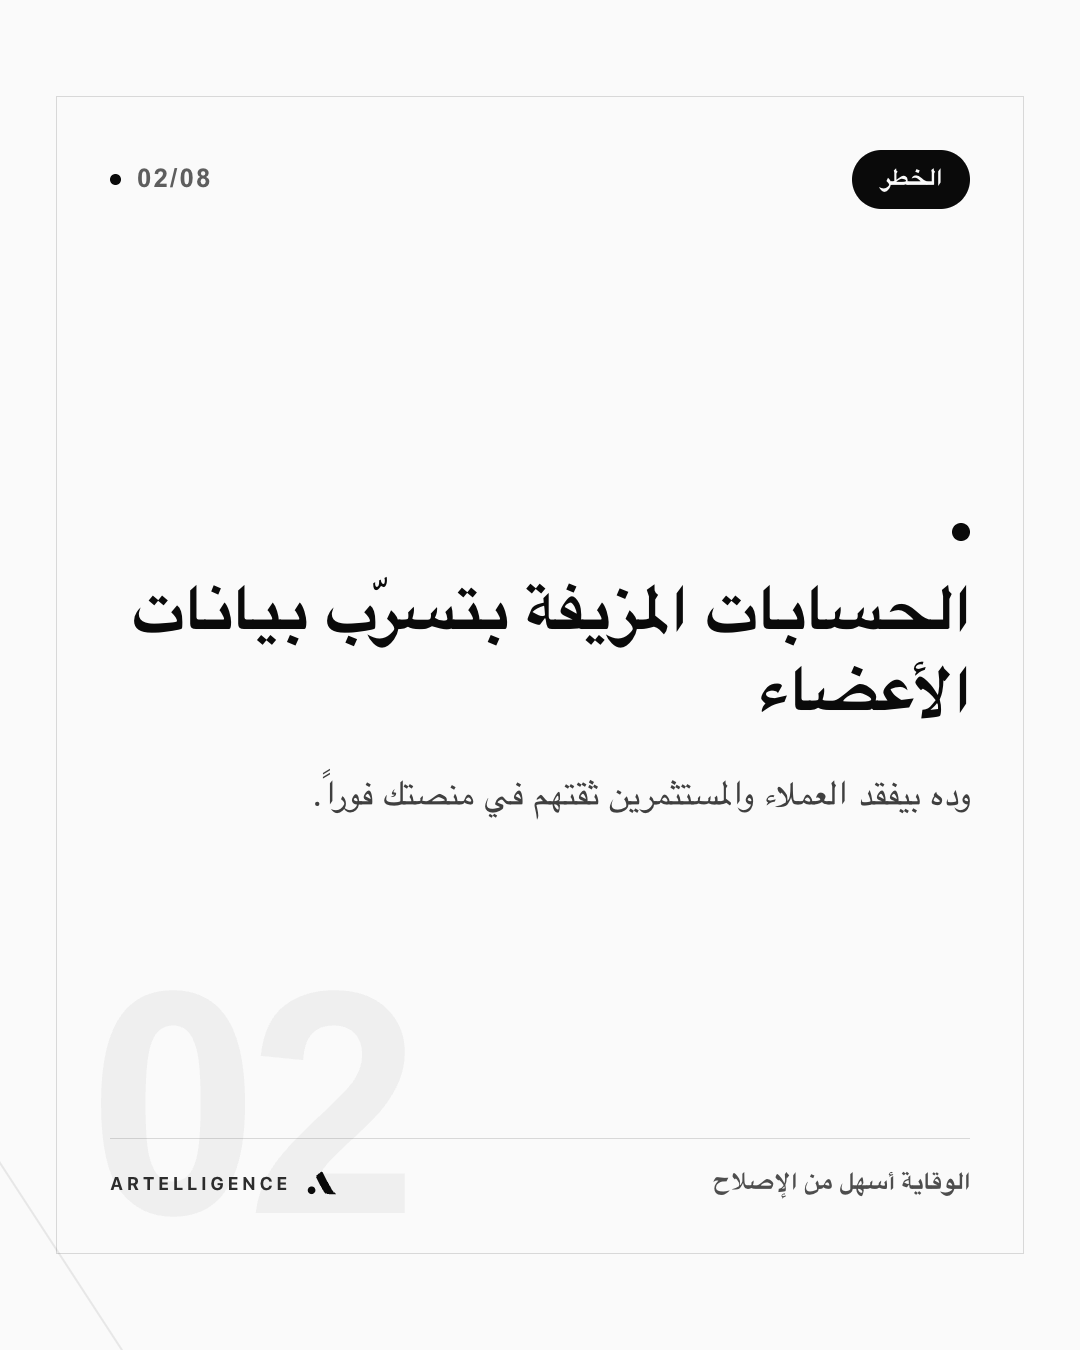 الخطر
02/08
الحسابات المزيفة بتسرّب بيانات
الأعضاء
وده بيفقد العملاء والمستثمرين ثقتهم في منصتك فوراً.
02
الوقاية أسهل من الإصلاح
ARTELLIGENCE